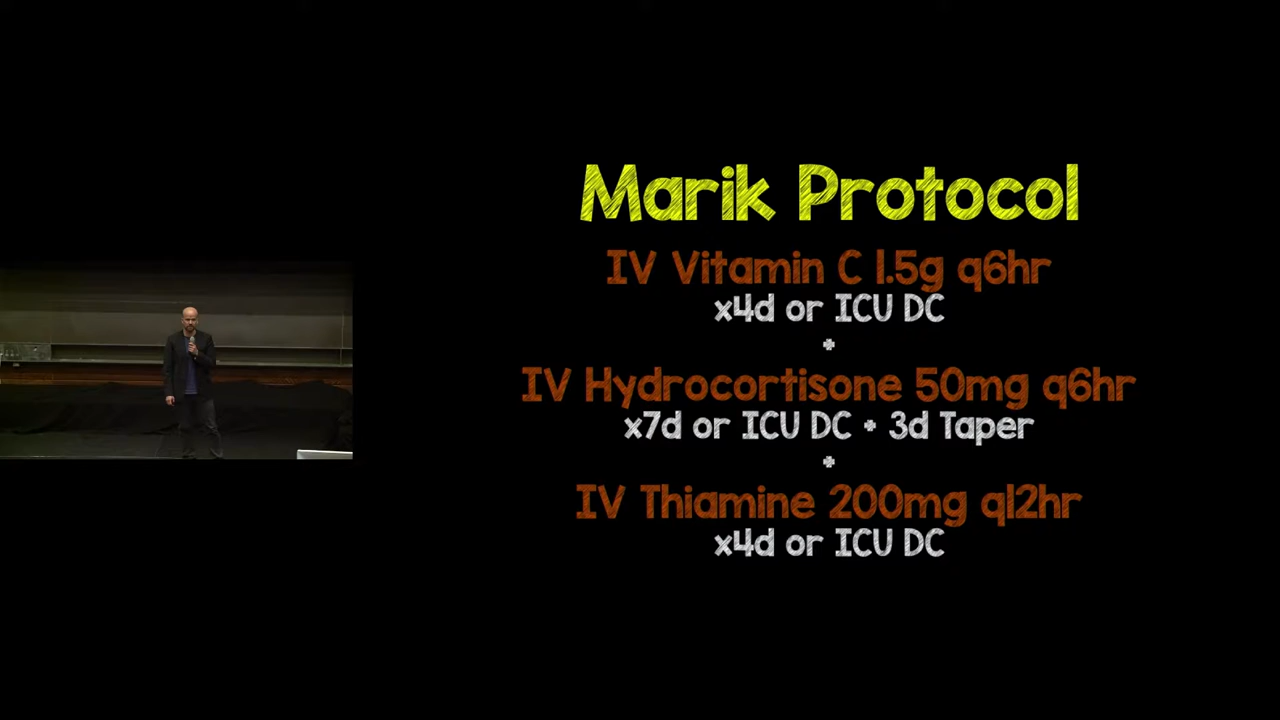 Marik Protocol
IV Vitamin C 1.5g q6hr
x4d or ICU DC
+
IV Hydrocortisone 50mg q6hr
x7d or ICU DC + 3d Taper
+
IV Thiamine 200mg q12hr
x4d or ICU DC